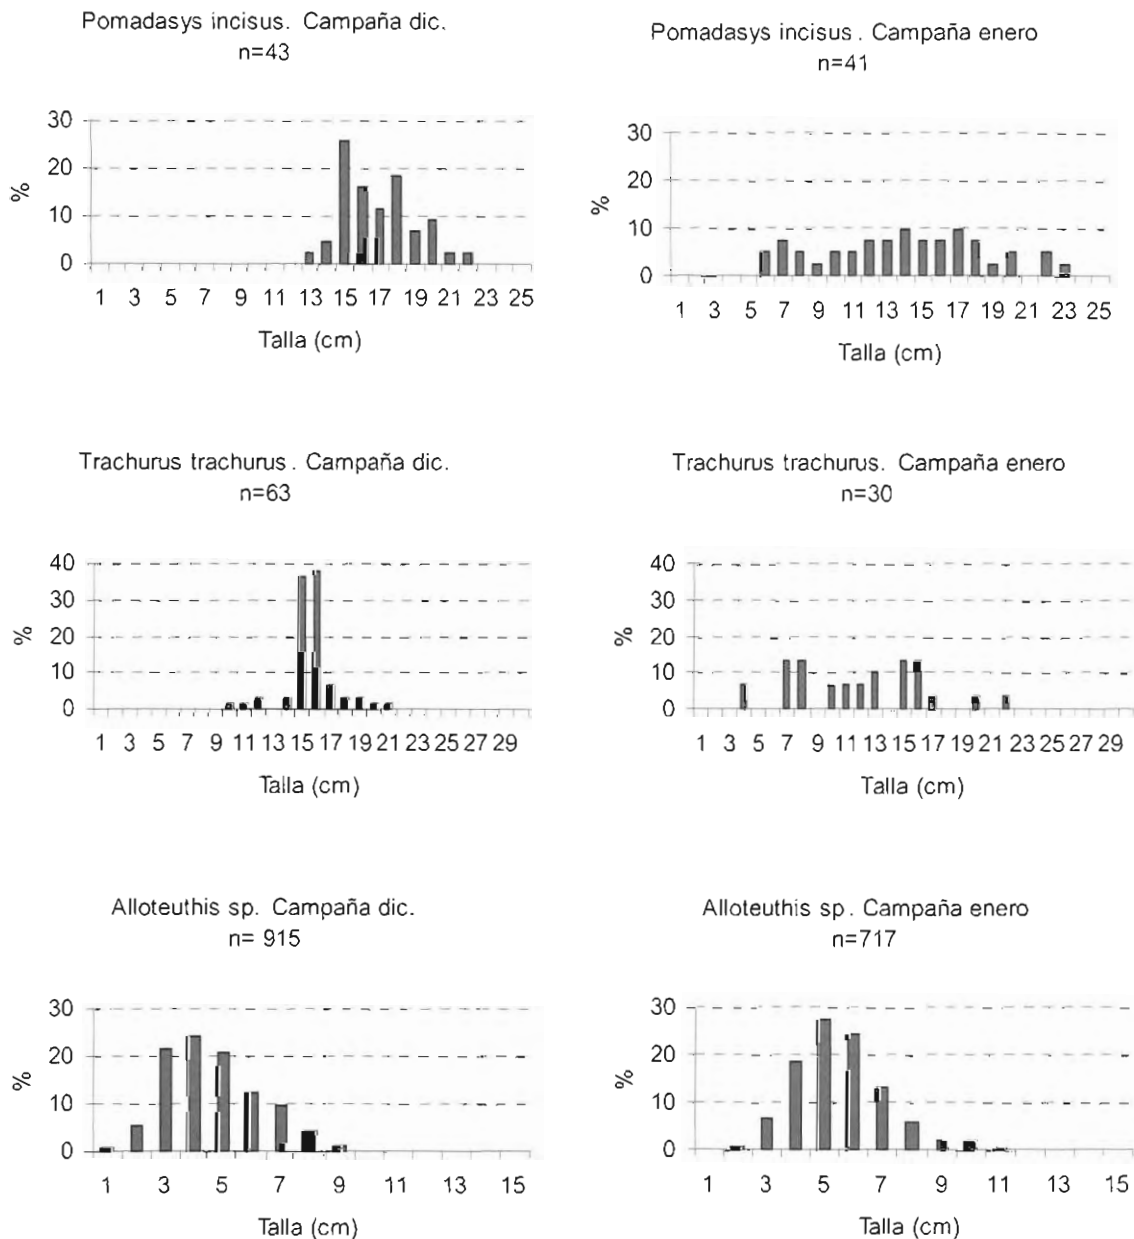 Pomadasys incisus. Campaña dic.
n=43
30
20
10
0
%
1 3 5 7 9 11 13 15 17 19 21 23 25
Talla (cm)
Pomadasys incisus. Campaña enero
n=41
30
20
10
0
%
1 3 5 7 9 11 13 15 17 19 21 23 25
Talla (cm)
Trachurus trachurus. Campaña dic.
n=63
40
30
20
10
0
%
1 3 5 7 9 11 13 15 17 19 21 23 25 27 29
Talla (cm)
Trachurus trachurus. Campaña enero
n=30
40
30
20
10
0
%
1 3 5 7 9 11 13 15 17 19 21 23 25 27 29
Talla (cm)
Alloteuthis sp. Campaña dic.
n= 915
30
20
10
0
%
1 3 5 7 9 11 13 15
Talla (cm)
Alloteuthis sp. Campaña enero
n=717
30
20
10
0
%
1 3 5 7 9 11 13 15
Talla (cm)